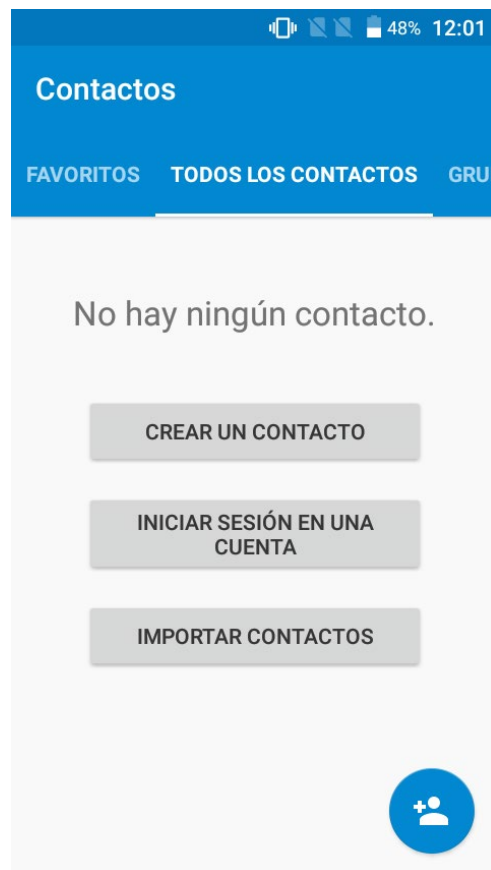 48% 12:01
Contactos
FAVORITOS TODOS LOS CONTACTOS GRU
No hay ningún contacto.
CREAR UN CONTACTO
INICIAR SESIÓN EN UNA
CUENTA
IMPORTAR CONTACTOS